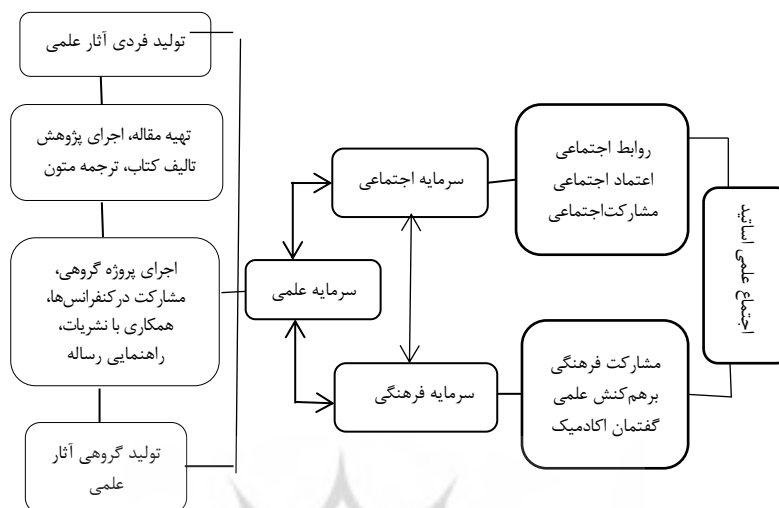 تولید فردی آثار علمی
تهیه مقاله، اجرای پژوهش
تالیف کتاب، ترجمه متون
اجرای پروژه گروهی،
مشارکت درکنفرانس‌ها،
همکاری با نشریات،
راهنمایی رساله
تولید گروهی آثار
علمی
سرمایه علمی
سرمایه اجتماعی
سرمایه فرهنگی
روابط اجتماعی
اعتماد اجتماعی
مشارکت‌اجتماعی
مشارکت فرهنگی
برهم‌کنش علمی
گفتمان اکادمیک
اجتماع علمی اساتید